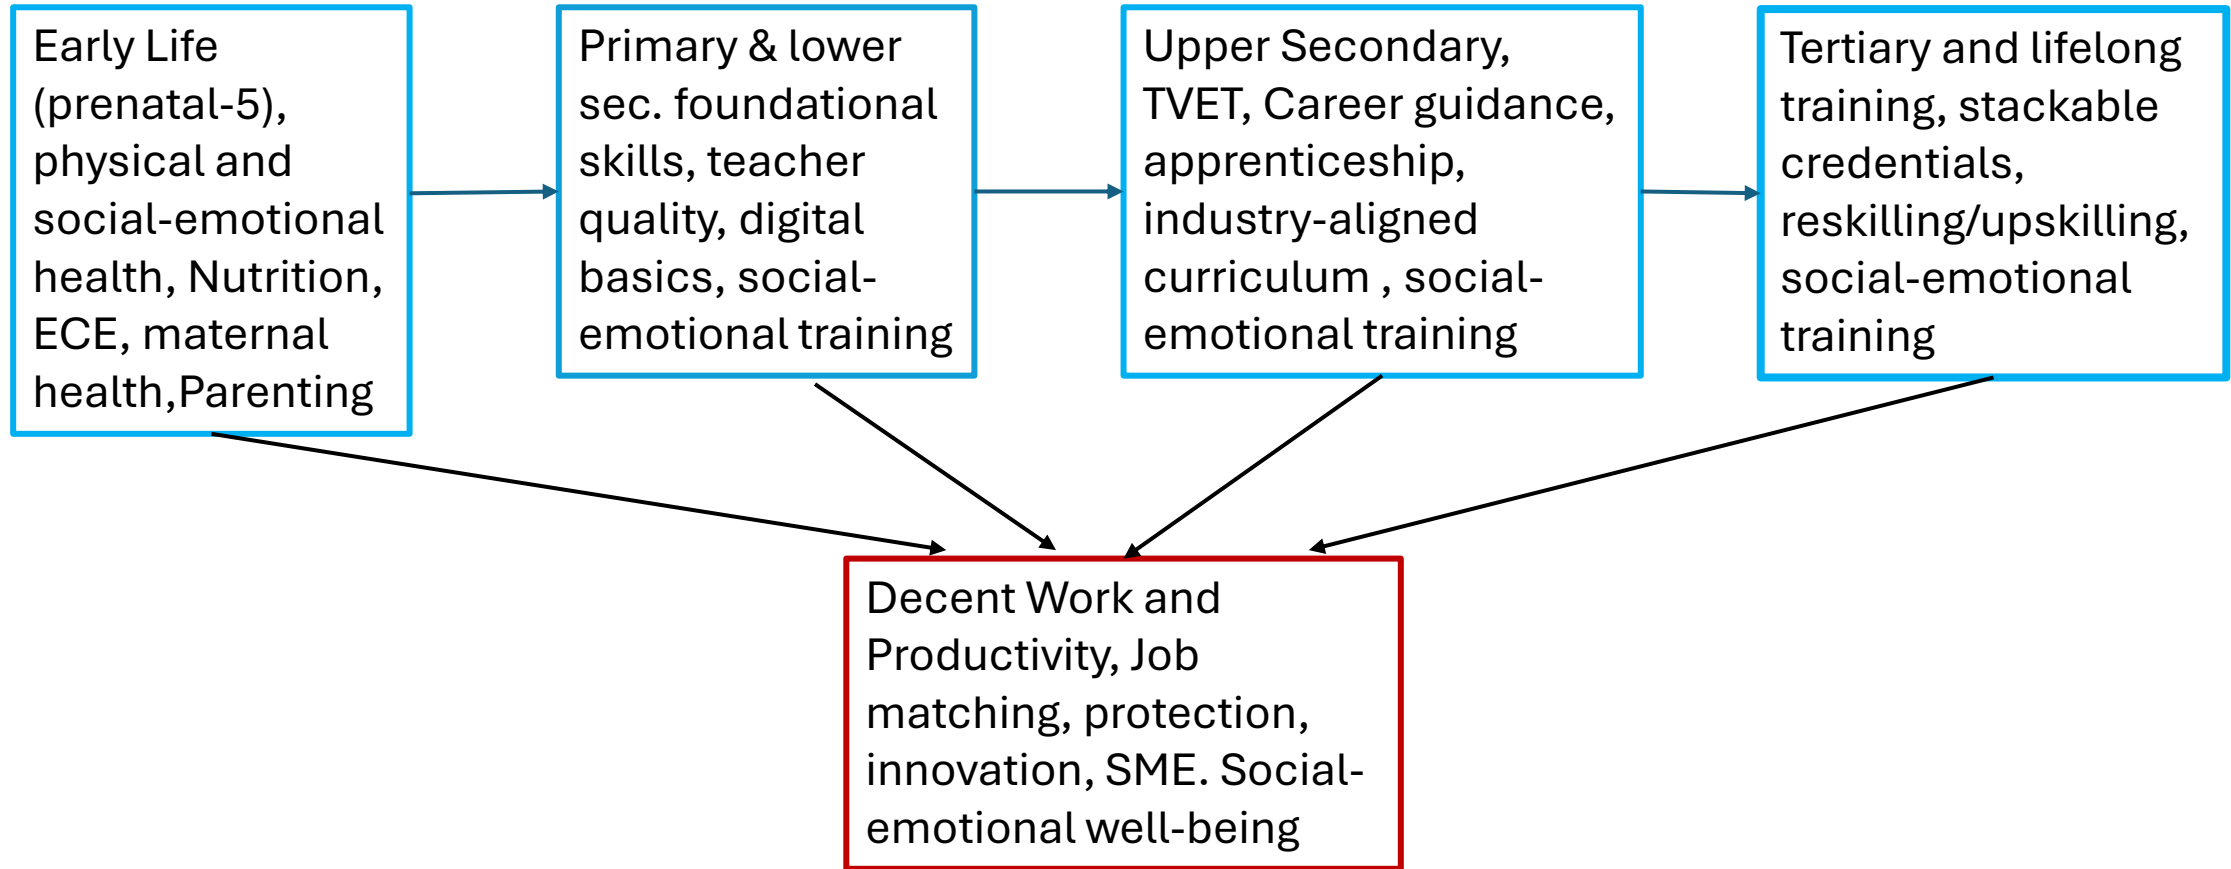 Early Life
(prenatal-5),
physical and
social-emotional
health, Nutrition,
ECE, maternal
health,Parenting
Primary & lower
sec. foundational
skills, teacher
quality, digital
basics, social-
emotional training
Upper Secondary,
TVET, Career guidance,
apprenticeship,
industry-aligned
curriculum , social-
emotional training
Tertiary and lifelong
training, stackable
credentials,
reskilling/upskilling,
social-emotional
training
Decent Work and
Productivity, Job
matching, protection,
innovation, SME. Social-
emotional well-being